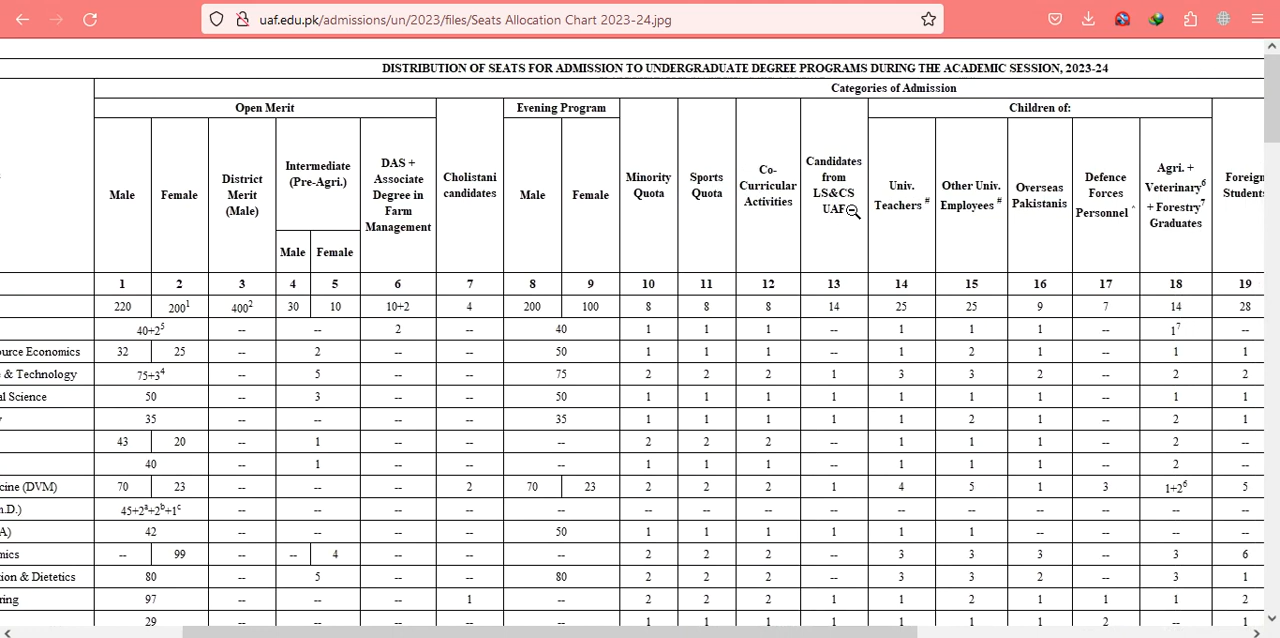 uaf.edu.pk/admissions/un/2023/files/Seats Allocation Chart 2023-24.jpg
DISTRIBUTION OF SEATS FOR ADMISSION TO UNDERGRADUATE DEGREE PROGRAMS DURING THE ACADEMIC SESSION, 2023-24
Categories of Admission
Open Merit Evening Program Children of:
Male Female District Merit (Male) Intermediate (Pre-Agri.) DAS + Associate Degree in Farm Management Cholistani candidates Male Female Minority Quota Sports Quota Co-Curricular Activities Candidates from LS&CS UAF Univ. Teachers # Other Univ. Employees # Overseas Pakistanis Defence Forces Personnel ^ Agri. + Veterinary6 + Forestry7 Graduates Foreign Students
Male Female
1 2 3 4 5 6 7 8 9 10 11 12 13 14 15 16 17 18 19
220 200¹ 400² 30 10 10+2 4 200 100 8 8 8 14 25 25 9 7 14 28
40+2⁵ -- -- 2 -- 40 1 1 1 -- 1 1 1 -- 1⁷ --
ource Economics 32 25 -- 2 -- -- 50 1 1 1 -- 1 2 1 -- 1 1
& Technology 75+3⁴ -- 5 -- -- 75 2 2 2 1 3 3 2 -- 2 2
al Science 50 -- 3 -- -- 50 1 1 1 1 1 1 1 -- 1 1
35 -- -- -- -- 35 1 1 1 -- 1 2 1 -- 2 1
43 20 -- 1 -- -- -- 2 2 2 -- 1 1 1 -- 2 --
40 -- 1 -- -- -- 1 1 1 -- 1 1 1 -- 2
cine (DVM) 70 23 -- -- -- 2 70 23 2 2 2 1 4 5 1 3 1+2⁶ 5
n.D.) 45+2ᵃ+2ᵇ+1ᶜ -- -- -- -- -- -- -- -- -- -- -- -- -- -- --
A) 42 -- -- -- -- 50 1 1 1 1 1 1 -- -- -- --
mics -- 99 -- -- 4 -- -- -- 2 2 2 -- 3 3 3 -- 3 6
ion & Dietetics 80 -- 5 -- -- 80 2 2 2 -- 3 3 2 -- 3 1
ring 97 -- -- -- 1 -- 2 2 2 1 1 2 1 1 1 2
29 -- -- -- -- -- 1 1 1 1 1 1 1 2 -- 1